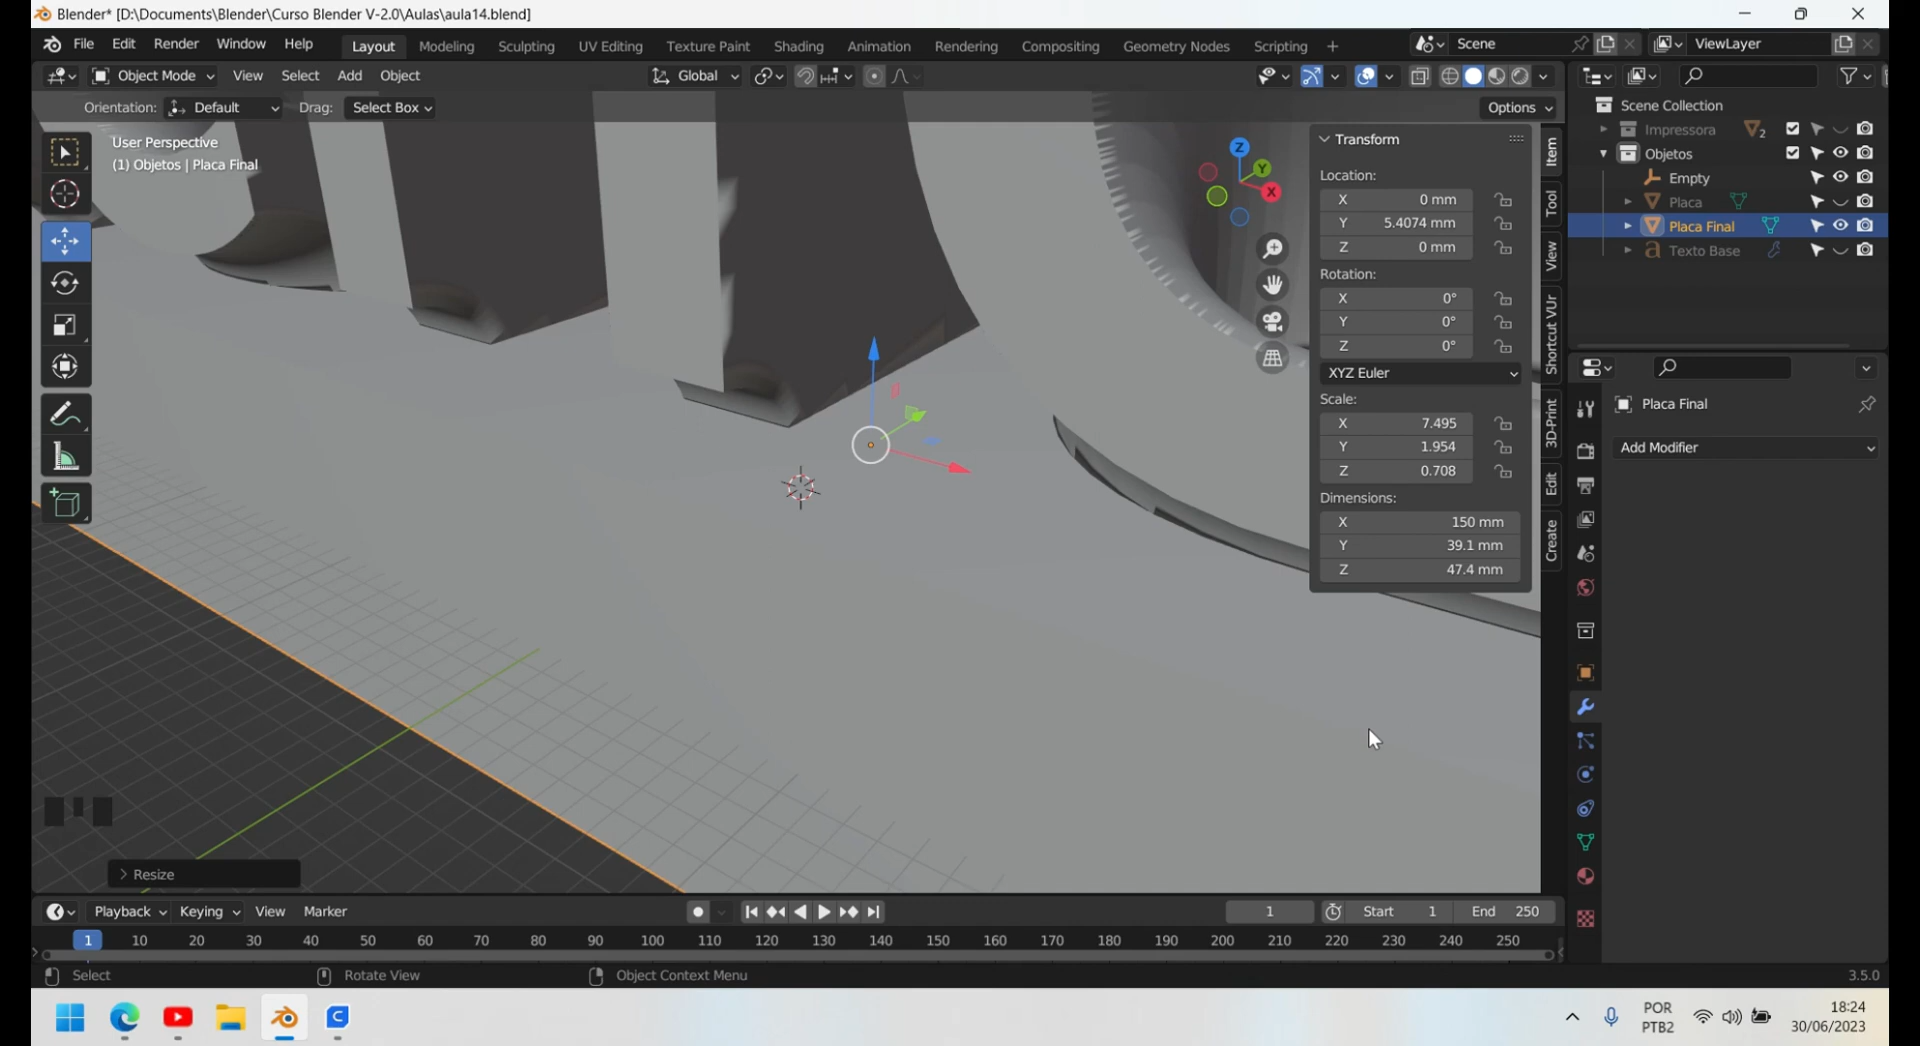 Blender* [D:\Documents\Blender\Curso Blender V-2.0\Aulas\aula14.blend]
File Edit Render Window Help
Layout Modeling Sculpting UV Editing Texture Paint Shading Animation Rendering Compositing Geometry Nodes Scripting +
Scene
ViewLayer
Object Mode View Select Add Object
Global
Orientation: Default Drag: Select Box
Options
User Perspective
(1) Objetos | Placa Final
Z
Y
X
Transform
Location:
X 0 mm
Y 5.4074 mm
Z 0 mm
Rotation:
X 0°
Y 0°
Z 0°
XYZ Euler
Scale:
X 7.495
Y 1.954
Z 0.708
Dimensions:
X 150 mm
Y 39.1 mm
Z 47.4 mm
Item
Tool
View
Shortcut VUr
3D-Print
Edit
Create
Scene Collection
Impressora 2
Objetos
Empty
Placa
Placa Final
Texto Base
Placa Final
Add Modifier
Resize
Playback Keying View Marker
1
Start 1
End 250
1 10 20 30 40 50 60 70 80 90 100 110 120 130 140 150 160 170 180 190 200 210 220 230 240 250
Select Rotate View Object Context Menu
3.5.0
POR
PTB2
18:24
30/06/2023